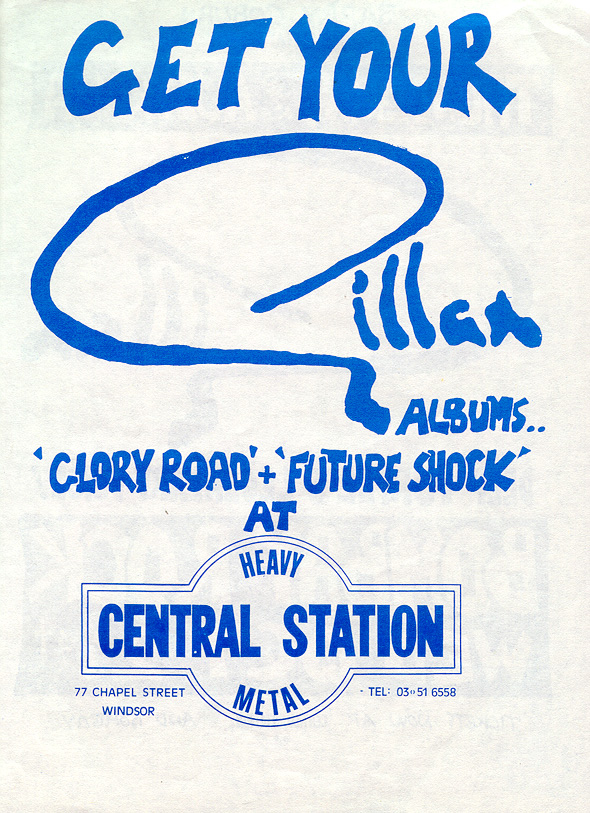 GET YOUR
Gillan
ALBUMS..
'GLORY ROAD' + 'FUTURE SHOCK'
AT
HEAVY
CENTRAL STATION
METAL
77 CHAPEL STREET
WINDSOR
- TEL: 03 51 6558